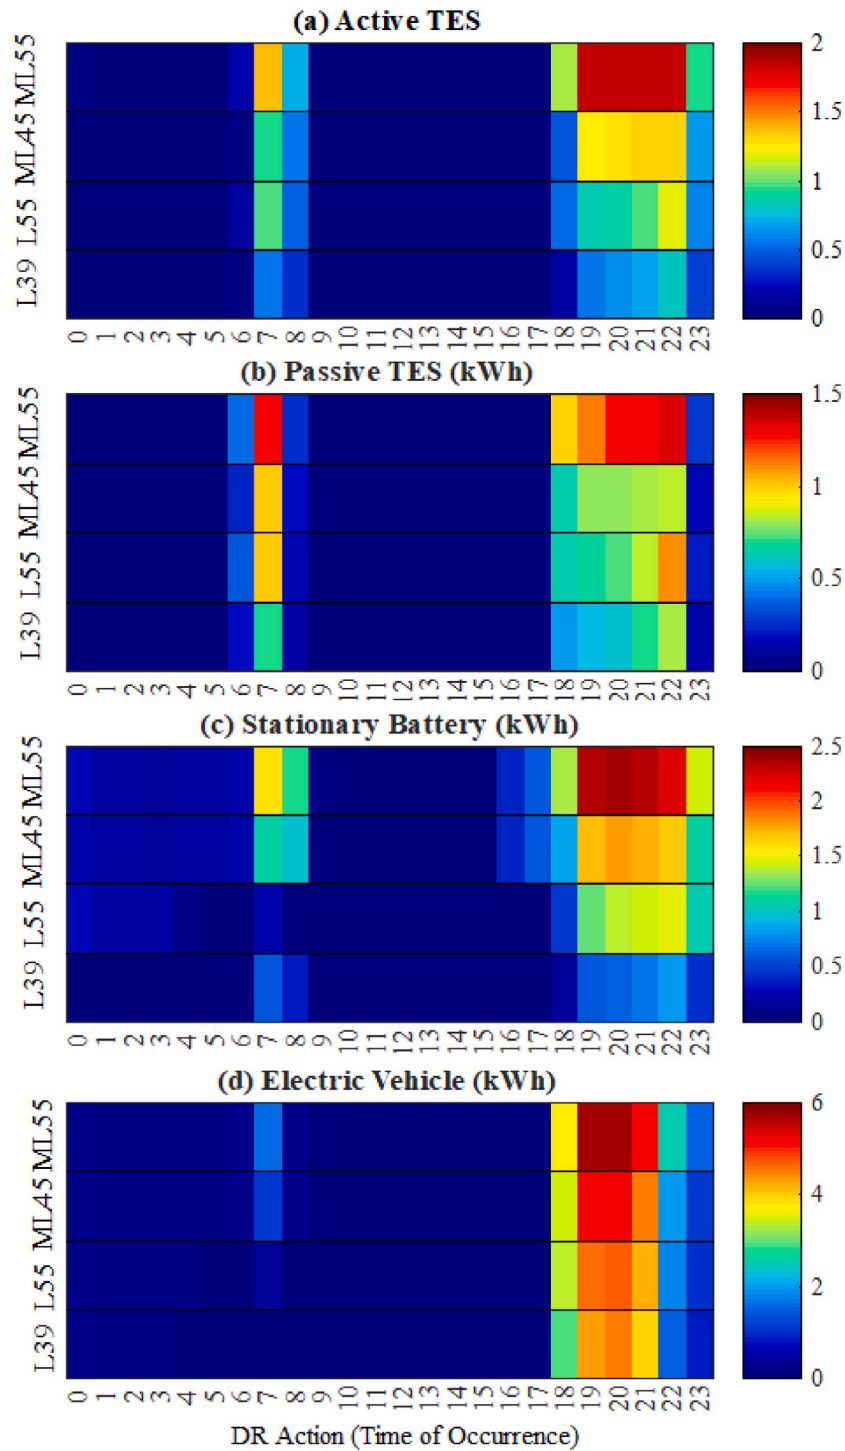 (a) Active TES
ML55
ML45
L55
L39
2
1.5
1
0.5
0
0 1 2 3 4 5 6 7 8 9 10 11 12 13 14 15 16 17 18 19 20 21 22 23
(b) Passive TES (kWh)
ML55
ML45
L55
L39
1.5
1
0.5
0
0 1 2 3 4 5 6 7 8 9 10 11 12 13 14 15 16 17 18 19 20 21 22 23
(c) Stationary Battery (kWh)
ML55
ML45
L55
L39
2.5
2
1.5
1
0.5
0
0 1 2 3 4 5 6 7 8 9 10 11 12 13 14 15 16 17 18 19 20 21 22 23
(d) Electric Vehicle (kWh)
ML55
ML45
L55
L39
6
4
2
0
0 1 2 3 4 5 6 7 8 9 10 11 12 13 14 15 16 17 18 19 20 21 22 23
DR Action (Time of Occurrence)